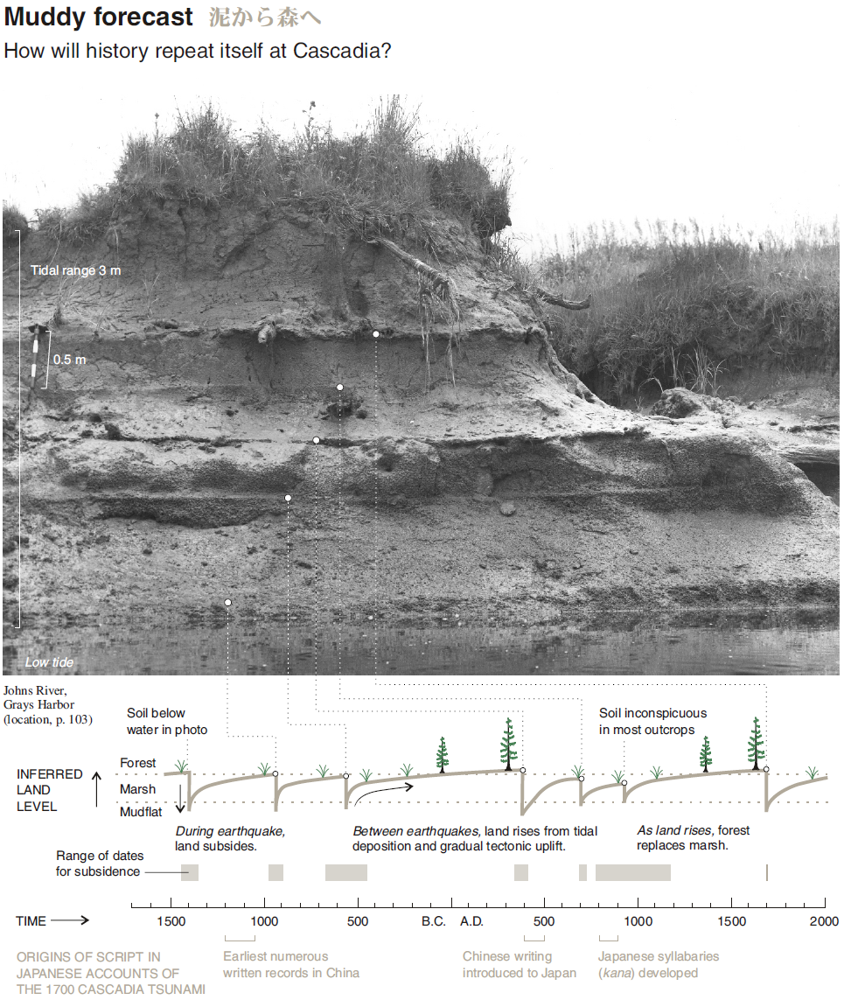 Muddy forecast 泥から森へ
How will history repeat itself at Cascadia?
Tidal range 3 m
0.5 m
Low tide
Johns River,
Grays Harbor
(location, p. 103)
Soil below
water in photo
Soil inconspicuous
in most outcrops
INFERRED
LAND
LEVEL
Forest
Marsh
Mudflat
During earthquake,
land subsides.
Between earthquakes, land rises from tidal
deposition and gradual tectonic uplift.
As land rises, forest
replaces marsh.
Range of dates
for subsidence
TIME
1500 1000 500 B.C. A.D. 500 1000 1500 2000
ORIGINS OF SCRIPT IN
JAPANESE ACCOUNTS OF
THE 1700 CASCADIA TSUNAMI
Earliest numerous
written records in China
Chinese writing
introduced to Japan
Japanese syllabaries
(kana) developed